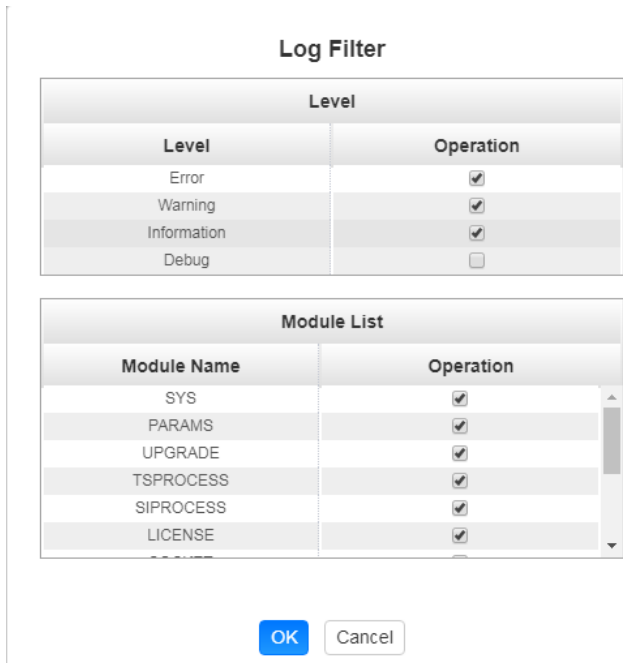 Log Filter
Level
Level Operation
Error
Warning
Information
Debug
Module List
Module Name Operation
SYS
PARAMS
UPGRADE
TSPROCESS
SIPROCESS
LICENSE
OK Cancel